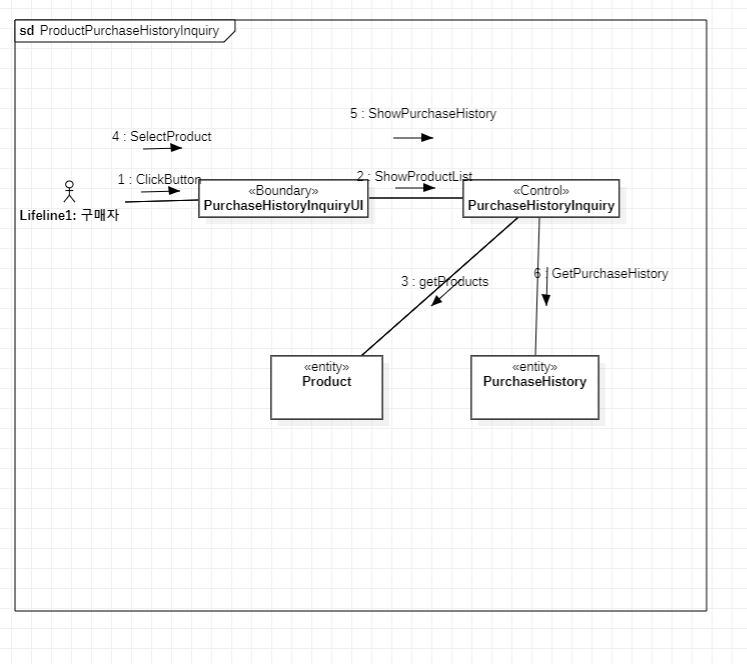 sd ProductPurchaseHistoryInquiry
5 : ShowPurchaseHistory
4 : SelectProduct
1 : ClickButton
2 : ShowProductList
«Boundary»
PurchaseHistoryInquiryUI
«Control»
PurchaseHistoryInquiry
Lifeline1: 구매자
3 : getProducts
6 : GetPurchaseHistory
«entity»
Product
«entity»
PurchaseHistory